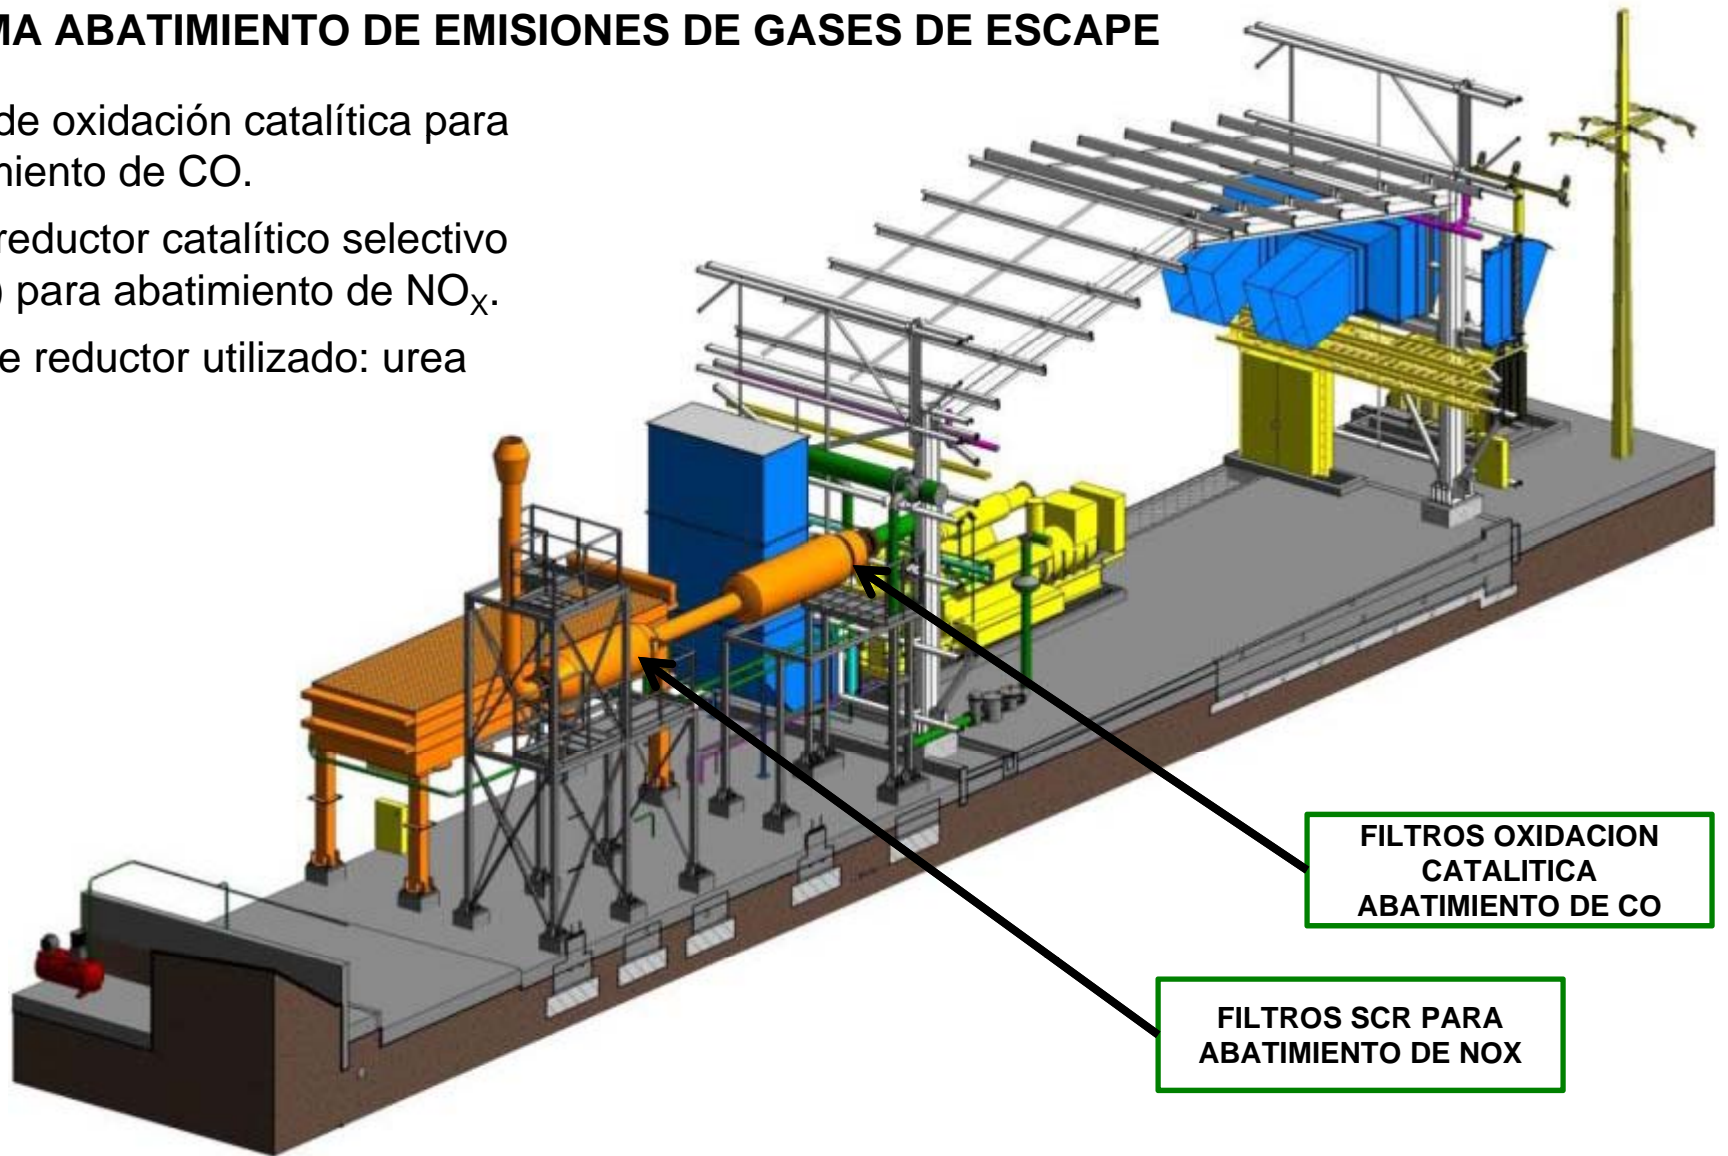 MA ABATIMIENTO DE EMISIONES DE GASES DE ESCAPE
de oxidación catalítica para
miento de CO.
reductor catalítico selectivo
) para abatimiento de NOX.
e reductor utilizado: urea
FILTROS OXIDACION
CATALITICA
ABATIMIENTO DE CO
FILTROS SCR PARA
ABATIMIENTO DE NOX